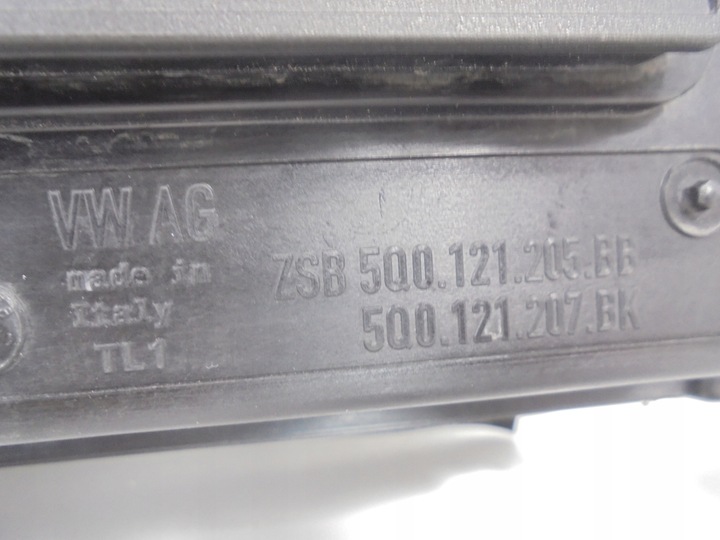 VW AG
made in
italy
TL1
ZSB 5Q0.121.205.BB
5Q0.121.207.BK